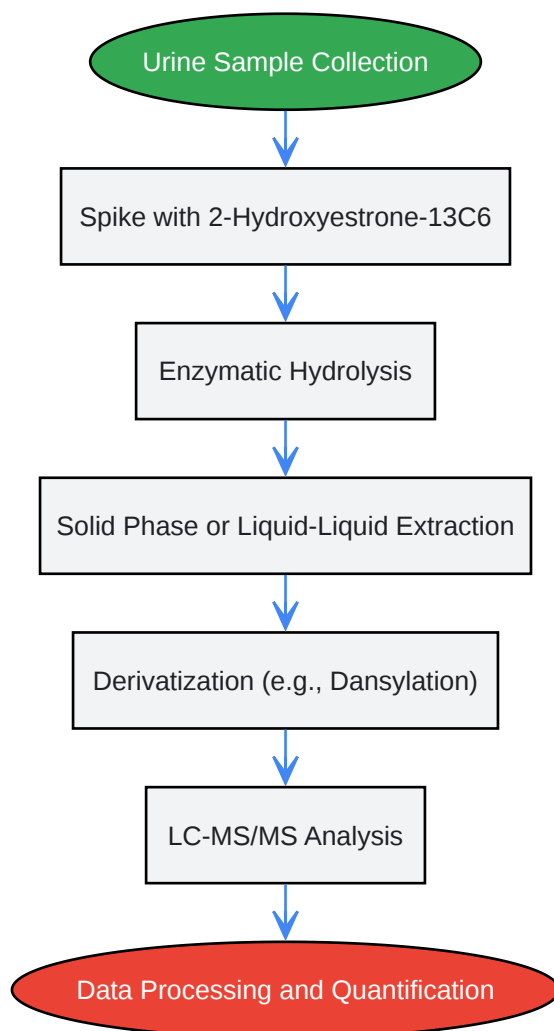 Urine Sample Collection
Spike with 2-Hydroxyestrone-13C6
Enzymatic Hydrolysis
Solid Phase or Liquid-Liquid Extraction
Derivatization (e.g., Dansylation)
LC-MS/MS Analysis
Data Processing and Quantification